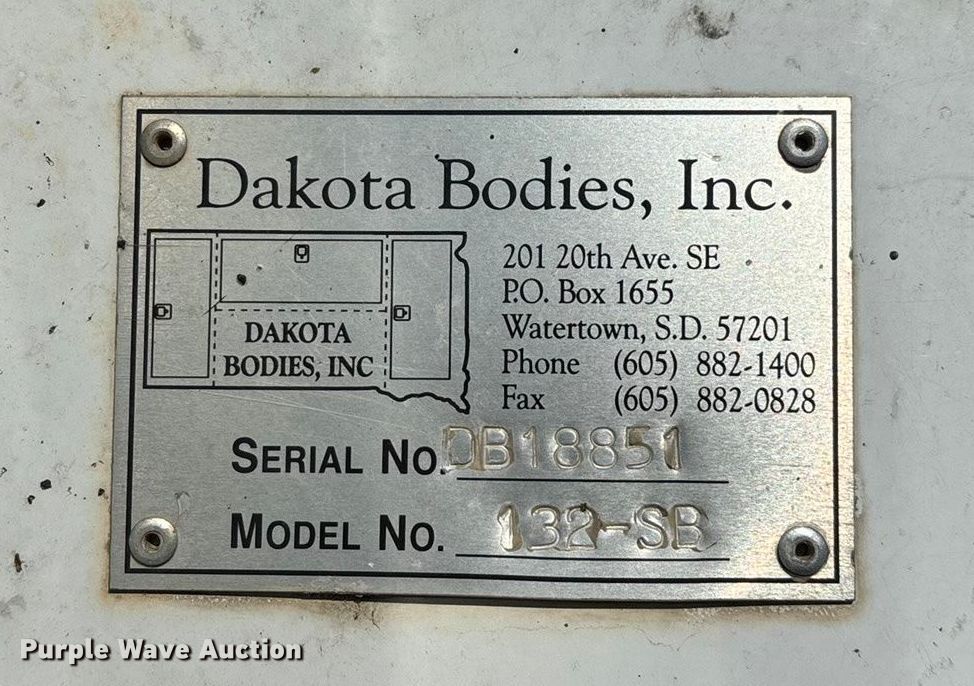 Dakota Bodies, Inc.
DAKOTA
BODIES, INC
201 20th Ave. SE
P.O. Box 1655
Watertown, S.D. 57201
Phone (605) 882-1400
Fax (605) 882-0828
SERIAL NO. DB18851
MODEL NO. 132-SB
Purple Wave Auction